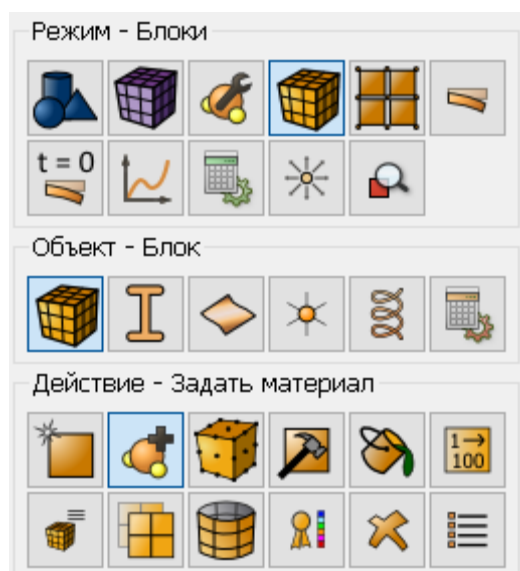 Режим - Блоки
t = 0
Объект - Блок
Действие - Задать материал
1→
100